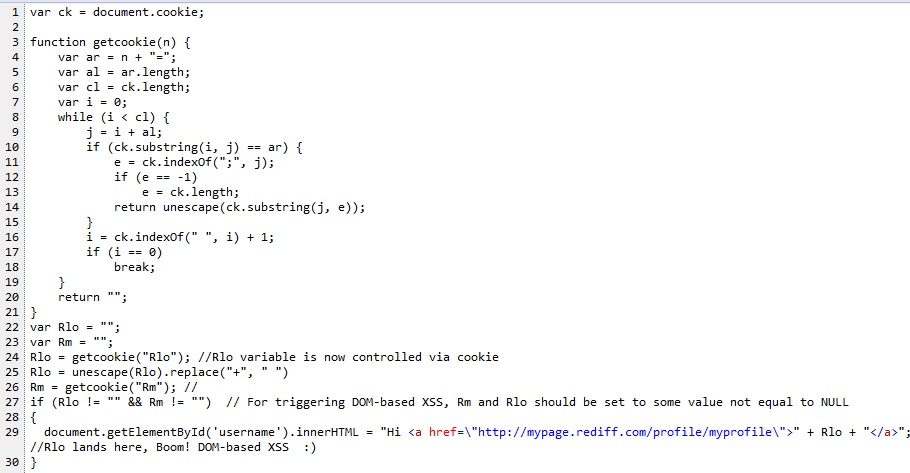 1 var ck = document.cookie;
2
3 function getcookie(n) {
4     var ar = n + "=";
5     var al = ar.length;
6     var cl = ck.length;
7     var i = 0;
8     while (i < cl) {
9         j = i + al;
10         if (ck.substring(i, j) == ar) {
11             e = ck.indexOf(";", j);
12             if (e == -1)
13                 e = ck.length;
14             return unescape(ck.substring(j, e));
15         }
16         i = ck.indexOf(" ", i) + 1;
17         if (i == 0)
18             break;
19     }
20     return "";
21 }
22 var Rlo = "";
23 var Rm = "";
24 Rlo = getcookie("Rlo"); //Rlo variable is now controlled via cookie
25 Rlo = unescape(Rlo).replace("+", " ")
26 Rm = getcookie("Rm"); //
27 if (Rlo != "" && Rm != "")  // For triggering DOM-based XSS, Rm and Rlo should be set to some value not equal to NULL
28 {
29   document.getElementById('username').innerHTML = "Hi <a href=\"http://mypage.rediff.com/profile/myprofile\">" + Rlo + "</a>";
//Rlo lands here, Boom! DOM-based XSS  :)
30 }